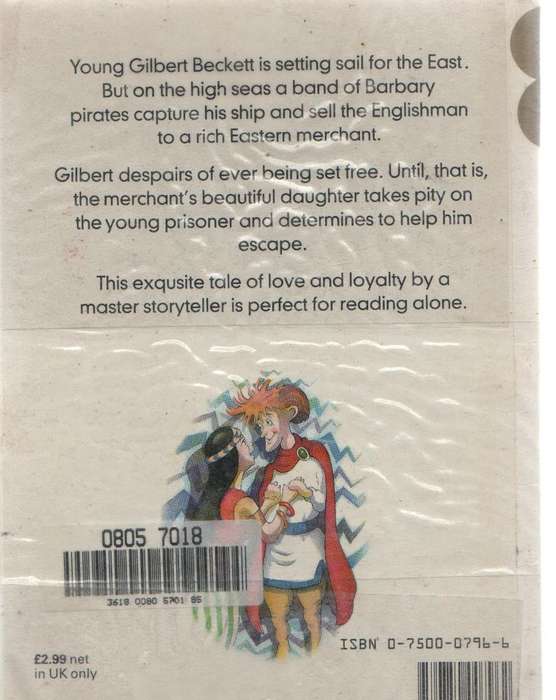 Young Gilbert Beckett is setting sail for the East.
But on the high seas a band of Barbary
pirates capture his ship and sell the Englishman
to a rich Eastern merchant.
Gilbert despairs of ever being set free. Until, that is,
the merchant's beautiful daughter takes pity on
the young prisoner and determines to help him
escape.
This exqusite tale of love and loyalty by a
master storyteller is perfect for reading alone.
0805 7018
3618 0080 5701 85
ISBN 0-7500-0796-6
£2.99 net
in UK only